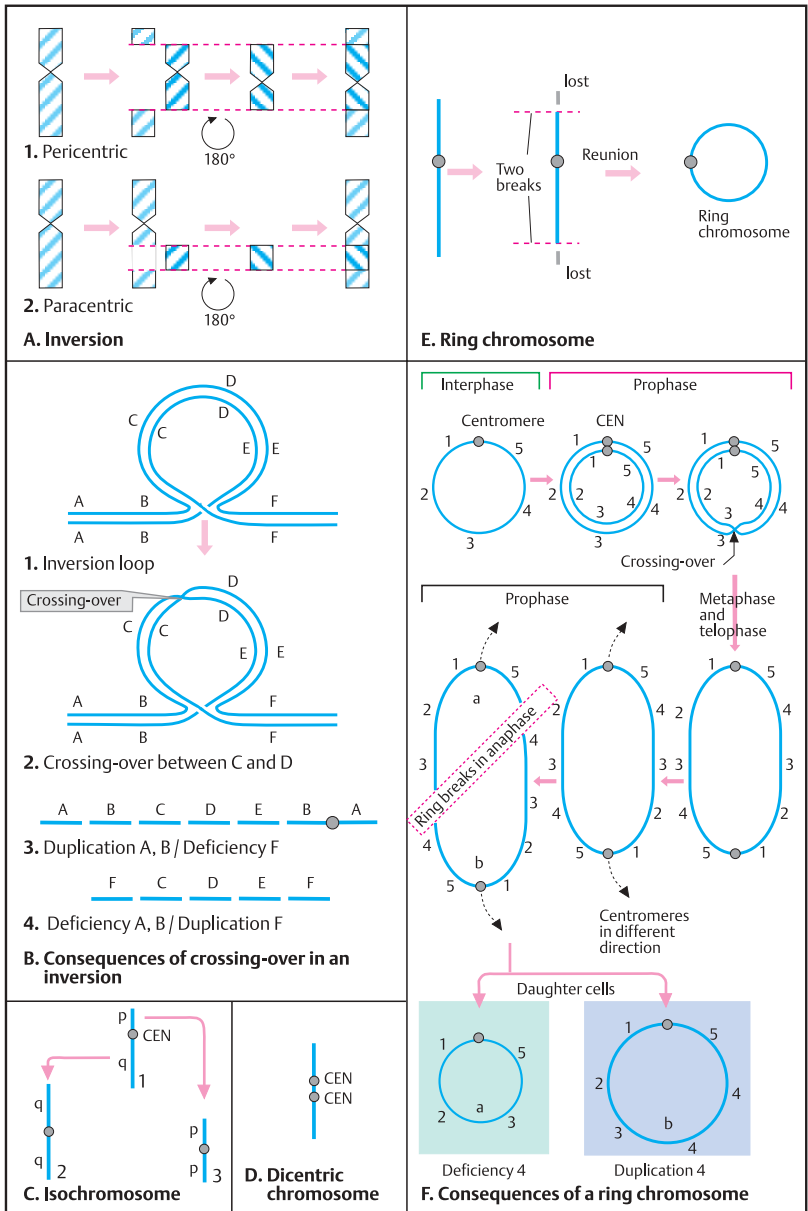 1. Pericentric
180°
2. Paracentric
180°
A. Inversion
lost
Two
breaks
Reunion
lost
Ring
chromosome
E. Ring chromosome
D
C
C
D
E
E
A
B
F
A
B
F
1. Inversion loop
D
Crossing-over
C
C
D
E
E
A
B
F
A
B
F
2. Crossing-over between C and D
A B C D E B A
3. Duplication A, B / Deficiency F
F C D E F
4. Deficiency A, B / Duplication F
B. Consequences of crossing-over in an
inversion
p
CEN
q
1
q
q
2
p
p
3
C. Isochromosome
CEN
CEN
D. Dicentric
chromosome
Interphase
Prophase
Centromere
CEN
1
5
2
4
3
1
5
1
5
2
2
4
4
3
3
1
5
1
5
2
2
4
4
3
3
Crossing-over
Prophase
Metaphase
and
telophase
1
5
a
2
4
3
3
4
2
b
5
1
Ring breaks in anaphase
1
5
2
4
3
3
4
2
5
1
1
5
2
4
3
3
4
2
5
1
Centromeres
in different
direction
Daughter cells
1
5
2
a
3
Deficiency 4
1
5
2
4
3
b
4
Duplication 4
F. Consequences of a ring chromosome